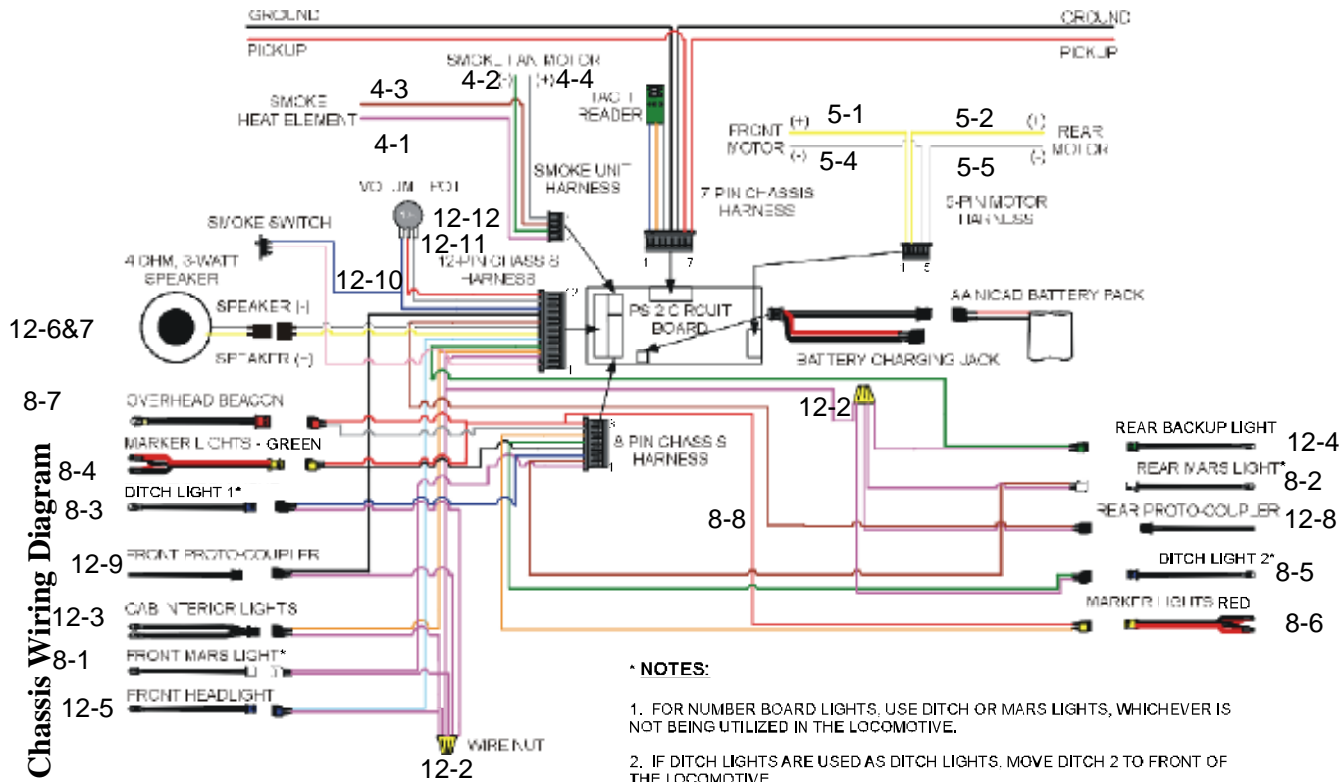 GROUND
GROUND
PICKUP
PICKUP
SMOKE FAN MOTOR
4-2
(-)
(+)
4-4
4-3
SMOKE
HEAT ELEMENT
4-1
TACH
READER
FRONT
MOTOR
(+)
(-)
5-1
5-4
5-2
5-5
(+)
(-)
REAR
MOTOR
SMOKE UNIT
HARNESS
7 PIN CHASSIS
HARNESS
5-PIN MOTOR
HARNESS
VOLUME POT
12-12
12-11
SMOKE SWITCH
12-PIN CHASSIS
HARNESS
12-10
1
7
1
5
4 OHM, 3-WATT
SPEAKER
SPEAKER (-)
12-6&7
SPEAKER (+)
12
1
PS 2 CIRCUIT
BOARD
AA NICAD BATTERY PACK
BATTERY CHARGING JACK
8-7
OVERHEAD BEACON
MARKER LIGHTS - GREEN
8-4
DITCH LIGHT 1*
8-3
8
1
8 PIN CHASSIS
HARNESS
12-2
REAR BACKUP LIGHT
12-4
REAR MARS LIGHT*
8-2
8-8
REAR PROTO-COUPLER
12-8
12-9
FRONT PROTO-COUPLER
DITCH LIGHT 2*
8-5
12-3
CAB INTERIOR LIGHTS
MARKER LIGHTS RED
8-6
8-1
FRONT MARS LIGHT*
12-5
FRONT HEADLIGHT
WIRE NUT
12-2
Chassis Wiring Diagram
* NOTES:
1. FOR NUMBER BOARD LIGHTS, USE DITCH OR MARS LIGHTS, WHICHEVER IS
NOT BEING UTILIZED IN THE LOCOMOTIVE.
2. IF DITCH LIGHTS ARE USED AS DITCH LIGHTS, MOVE DITCH 2 TO FRONT OF
THE LOCOMOTIVE